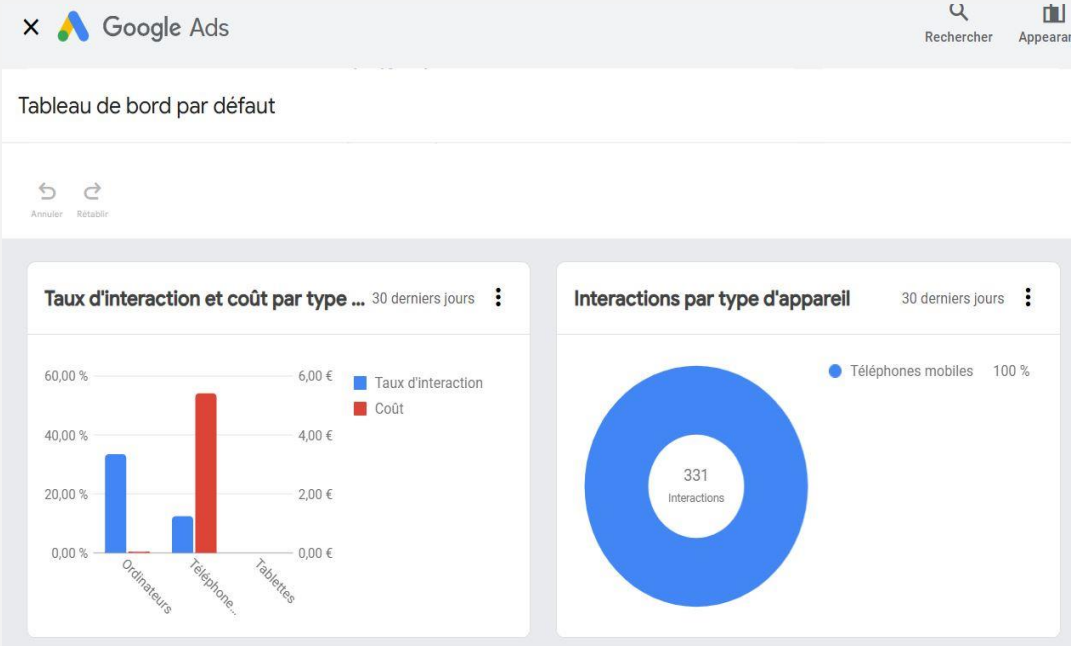 Google Ads
Rechercher
Tableau de bord par défaut
Annuler
Rétablir
Taux d'interaction et coût par type ...
30 derniers jours
60,00 %
40,00 %
20,00 %
0,00 %
6,00 €
4,00 €
2,00 €
0,00 €
Taux d'interaction
Coût
Ordinateurs
Téléphone...
Tablettes
Interactions par type d'appareil
30 derniers jours
331
Interactions
Téléphones mobiles 100 %